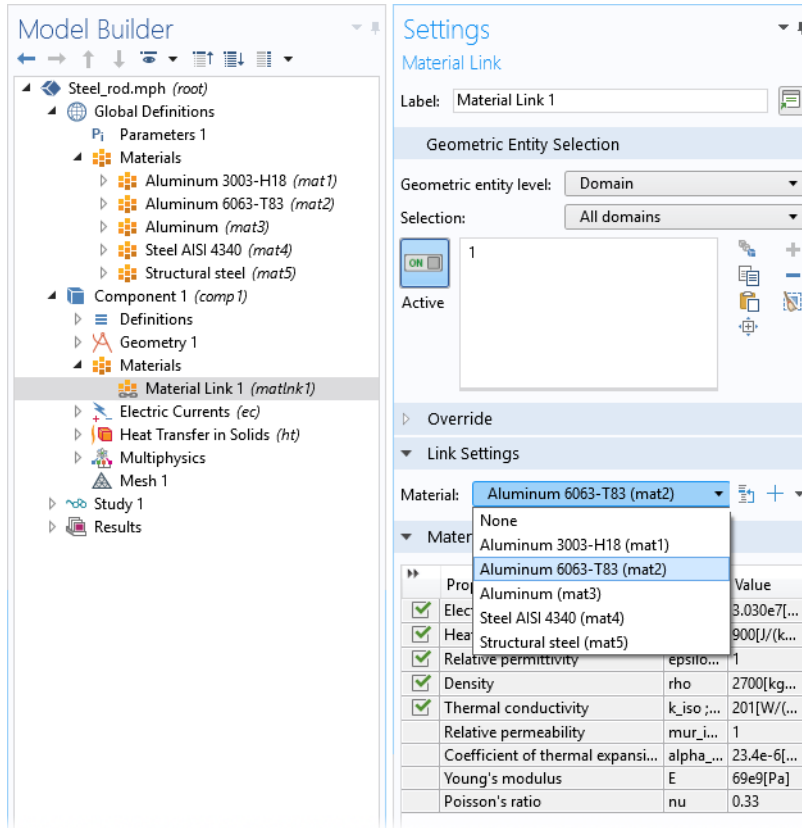 Model Builder
Steel_rod.mph (root)
Global Definitions
Pi Parameters 1
Materials
Aluminum 3003-H18 (mat1)
Aluminum 6063-T83 (mat2)
Aluminum (mat3)
Steel AISI 4340 (mat4)
Structural steel (mat5)
Component 1 (comp1)
Definitions
Geometry 1
Materials
Material Link 1 (matlnk1)
Electric Currents (ec)
Heat Transfer in Solids (ht)
Multiphysics
Mesh 1
Study 1
Results
Settings
Material Link
Label: Material Link 1
Geometric Entity Selection
Geometric entity level: Domain
Selection: All domains
ON
Active
1
Override
Link Settings
Material: Aluminum 6063-T83 (mat2)
None
Aluminum 3003-H18 (mat1)
Aluminum 6063-T83 (mat2)
Aluminum (mat3)
Steel AISI 4340 (mat4)
Structural steel (mat5)
Mater
Prop Value
Elec 3.030e7[...
Hea 900[J/(k...
Relative permittivity epsilo... 1
Density rho 2700[kg...
Thermal conductivity k_iso ;... 201[W/(...
Relative permeability mur_i... 1
Coefficient of thermal expansi... alpha_... 23.4e-6[...
Young's modulus E 69e9[Pa]
Poisson's ratio nu 0.33